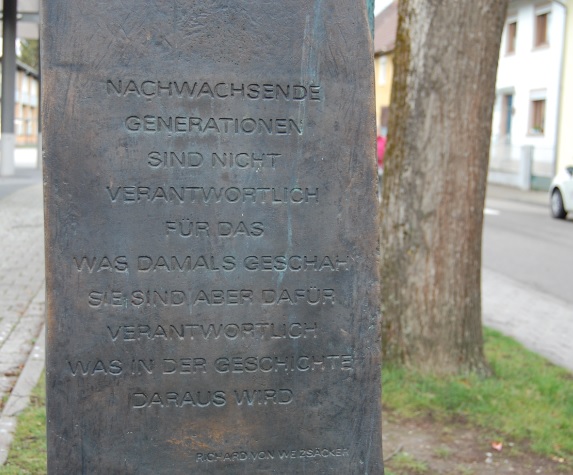 NACHWACHSENDE
GENERATIONEN
SIND NICHT
VERANTWORTLICH
FÜR DAS
WAS DAMALS GESCHAH
SIE SIND ABER DAFÜR
VERANTWORTLICH
WAS IN DER GESCHICHTE
DARAUS WIRD
RICHARD VON WEIZSÄCKER